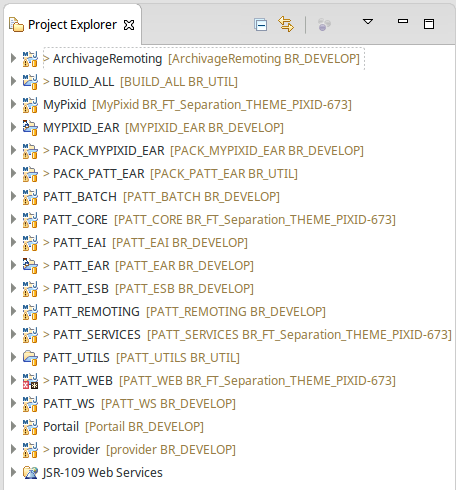 Project Explorer
> ArchivageRemoting [ArchivageRemoting BR_DEVELOP]
> BUILD_ALL [BUILD_ALL BR_UTIL]
MyPixid [MyPixid BR_FT_Separation_THEME_PIXID-673]
MYPIXID_EAR [MYPIXID_EAR BR_DEVELOP]
> PACK_MYPIXID_EAR [PACK_MYPIXID_EAR BR_DEVELOP]
> PACK_PATT_EAR [PACK_PATT_EAR BR_UTIL]
PATT_BATCH [PATT_BATCH BR_DEVELOP]
PATT_CORE [PATT_CORE BR_FT_Separation_THEME_PIXID-673]
> PATT_EAI [PATT_EAI BR_DEVELOP]
> PATT_EAR [PATT_EAR BR_DEVELOP]
> PATT_ESB [PATT_ESB BR_DEVELOP]
PATT_REMOTING [PATT_REMOTING BR_DEVELOP]
> PATT_SERVICES [PATT_SERVICES BR_FT_Separation_THEME_PIXID-673]
PATT_UTILS [PATT_UTILS BR_UTIL]
> PATT_WEB [PATT_WEB BR_FT_Separation_THEME_PIXID-673]
PATT_WS [PATT_WS BR_DEVELOP]
Portail [Portail BR_DEVELOP]
> provider [provider BR_DEVELOP]
JSR-109 Web Services